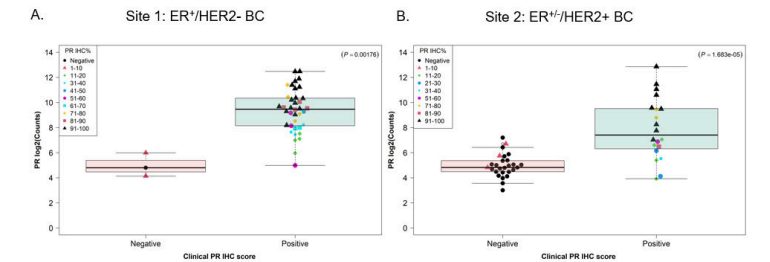 A.
Site 1: ER+/HER2- BC
PR IHC%
Negative
1-10
11-20
31-40
41-50
51-60
61-70
71-80
81-90
91-100
(P = 0.00176)
14
12
10
8
6
4
2
0
PR log2(Counts)
Negative
Positive
Clinical PR IHC score
B.
Site 2: ER+/-/HER2+ BC
PR IHC%
Negative
1-10
11-20
21-30
31-40
41-50
51-60
71-80
81-90
91-100
(P = 1.683e-05)
14
12
10
8
6
4
2
0
PR log2(Counts)
Negative
Positive
Clinical PR IHC score